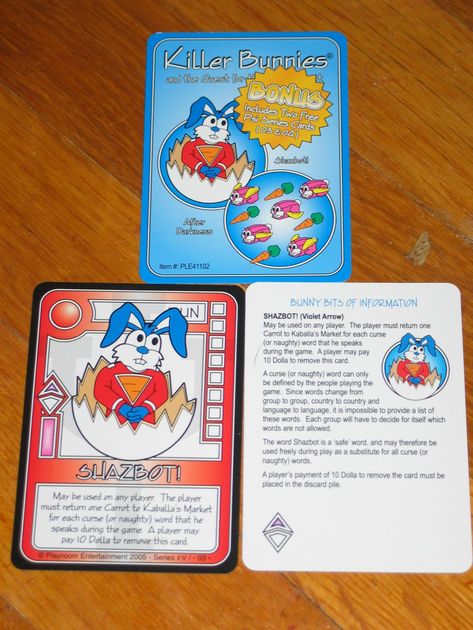 Killer Bunnies®
and the Quest for
BONUS
Includes Two Free
Psi Series Cards
(03 & 04)
Shazbot!
After
Darkness
Item #: PLE41102
UN
SHAZBOT!
May be used on any player. The player
must return one Carrot to Kaballa's Market
for each curse (or naughty) word that he
speaks during the game. A player may
pay 10 Dolla to remove this card.
© Playroom Entertainment 2005 - Series I.V / - 03 -
BUNNY BITS OF INFORMATION
SHAZBOT! (Violet Arrow)
May be used on any player. The player must return one
Carrot to Kaballa's Market for each curse
(or naughty) word that he speaks
during the game. A player may pay
10 Dolla to remove this card.
A curse (or naughty) word can only
be defined by the people playing the
game. Since words change from
group to group, country to country and
language to language, it is impossible to provide a list of
these words. Each group will have to decide for itself which
words are not allowed.
The word Shazbot is a 'safe' word, and may therefore be
used freely during play as a substitute for all curse (or
naughty) words.
A player's payment of 10 Dolla to remove the card must be
placed in the discard pile.